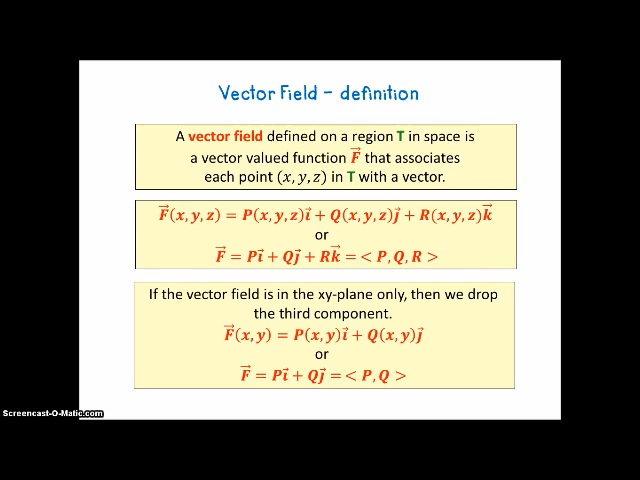 Vector Field – definition
A vector field defined on a region T in space is
a vector valued function F⃗ that associates
each point (x, y, z) in T with a vector.
F⃗(x, y, z) = P(x, y, z)i⃗ + Q(x, y, z)j⃗ + R(x, y, z)k⃗
or
F⃗ = Pi⃗ + Qj⃗ + Rk⃗ = < P, Q, R >
If the vector field is in the xy-plane only, then we drop
the third component.
F⃗(x, y) = P(x, y)i⃗ + Q(x, y)j⃗
or
F⃗ = Pi⃗ + Qj⃗ = < P, Q >
Screencast-O-Matic.com